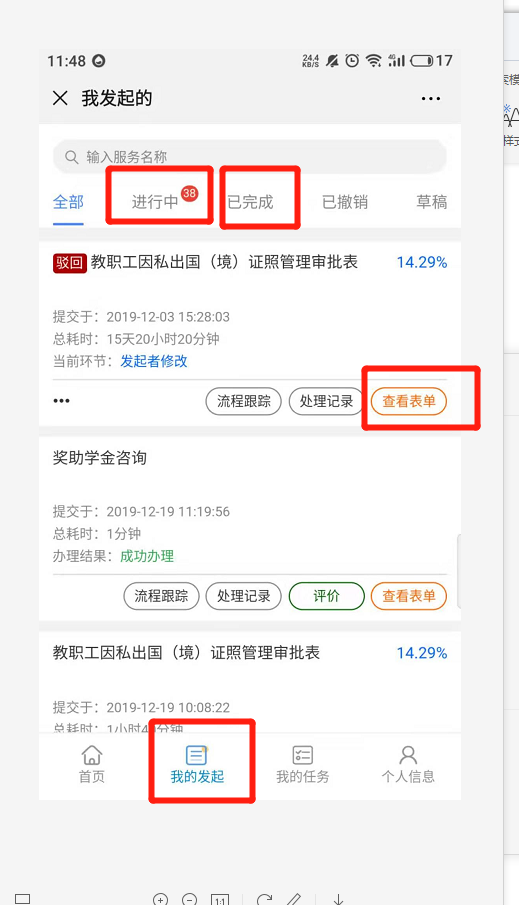 11:48
24.4
KB/S
4G
17
我发起的
输入服务名称
全部
进行中
38
已完成
已撤销
草稿
驳回 教职工因私出国（境）证照管理审批表 14.29%
提交于：2019-12-03 15:28:03
总耗时：15天20小时20分钟
当前环节：发起者修改
流程跟踪
处理记录
查看表单
奖助学金咨询
提交于：2019-12-19 11:19:56
总耗时：1分钟
办理结果：成功办理
流程跟踪
处理记录
评价
查看表单
教职工因私出国（境）证照管理审批表 14.29%
提交于：2019-12-19 10:08:22
总耗时：1小时4
分钟
首页
我的发起
我的任务
个人信息
1:1